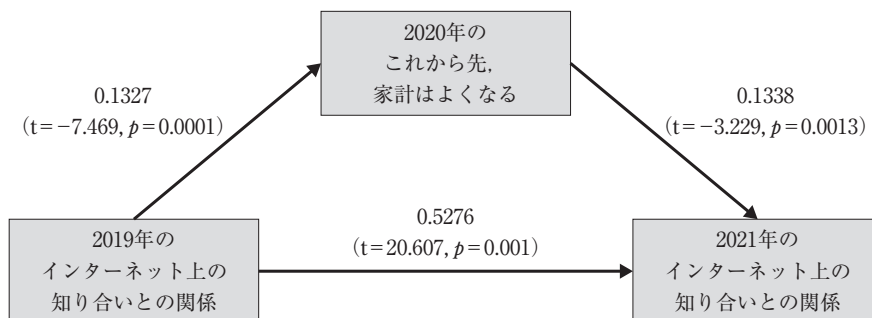 2020年の
これから先,
家計はよくなる
0.1327
(t=−7.469, p=0.0001)
0.1338
(t=−3.229, p=0.0013)
2019年の
インターネット上の
知り合いとの関係
0.5276
(t=20.607, p=0.001)
2021年の
インターネット上の
知り合いとの関係